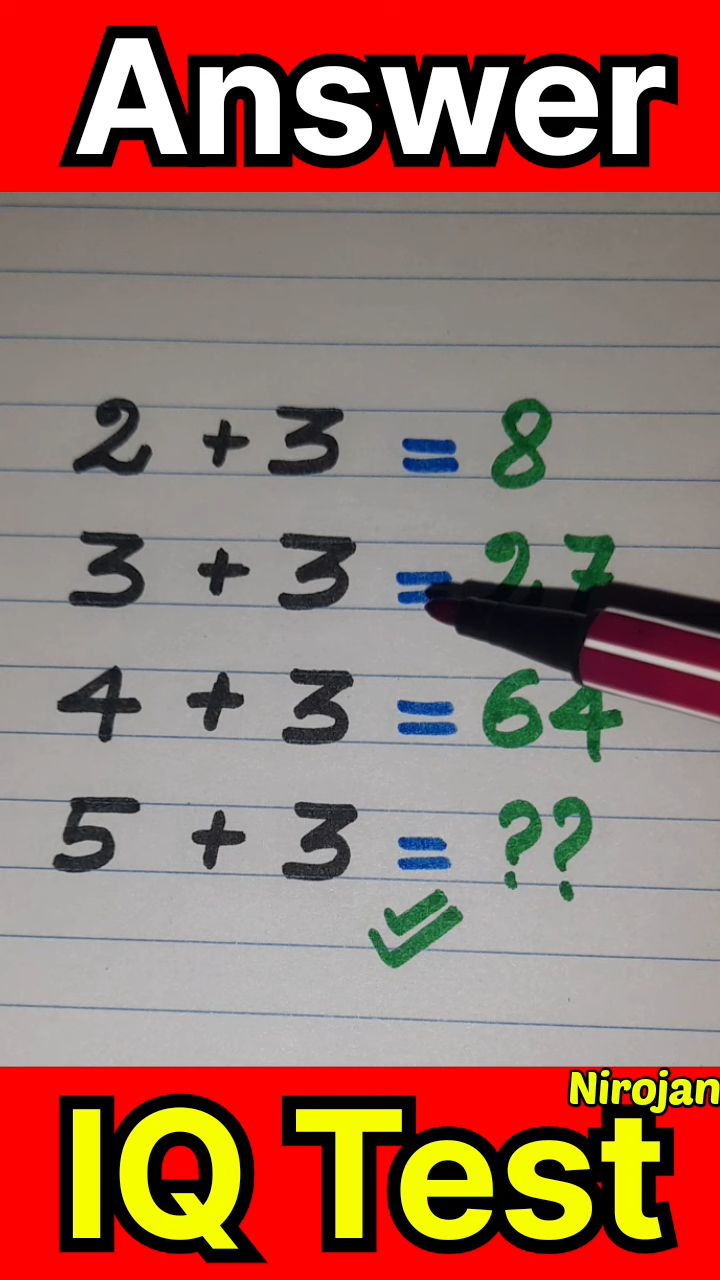 Answer
2 + 3 = 8
3 + 3 = 27
4 + 3 = 64
5 + 3 = ??
Nirojan
IQ Test